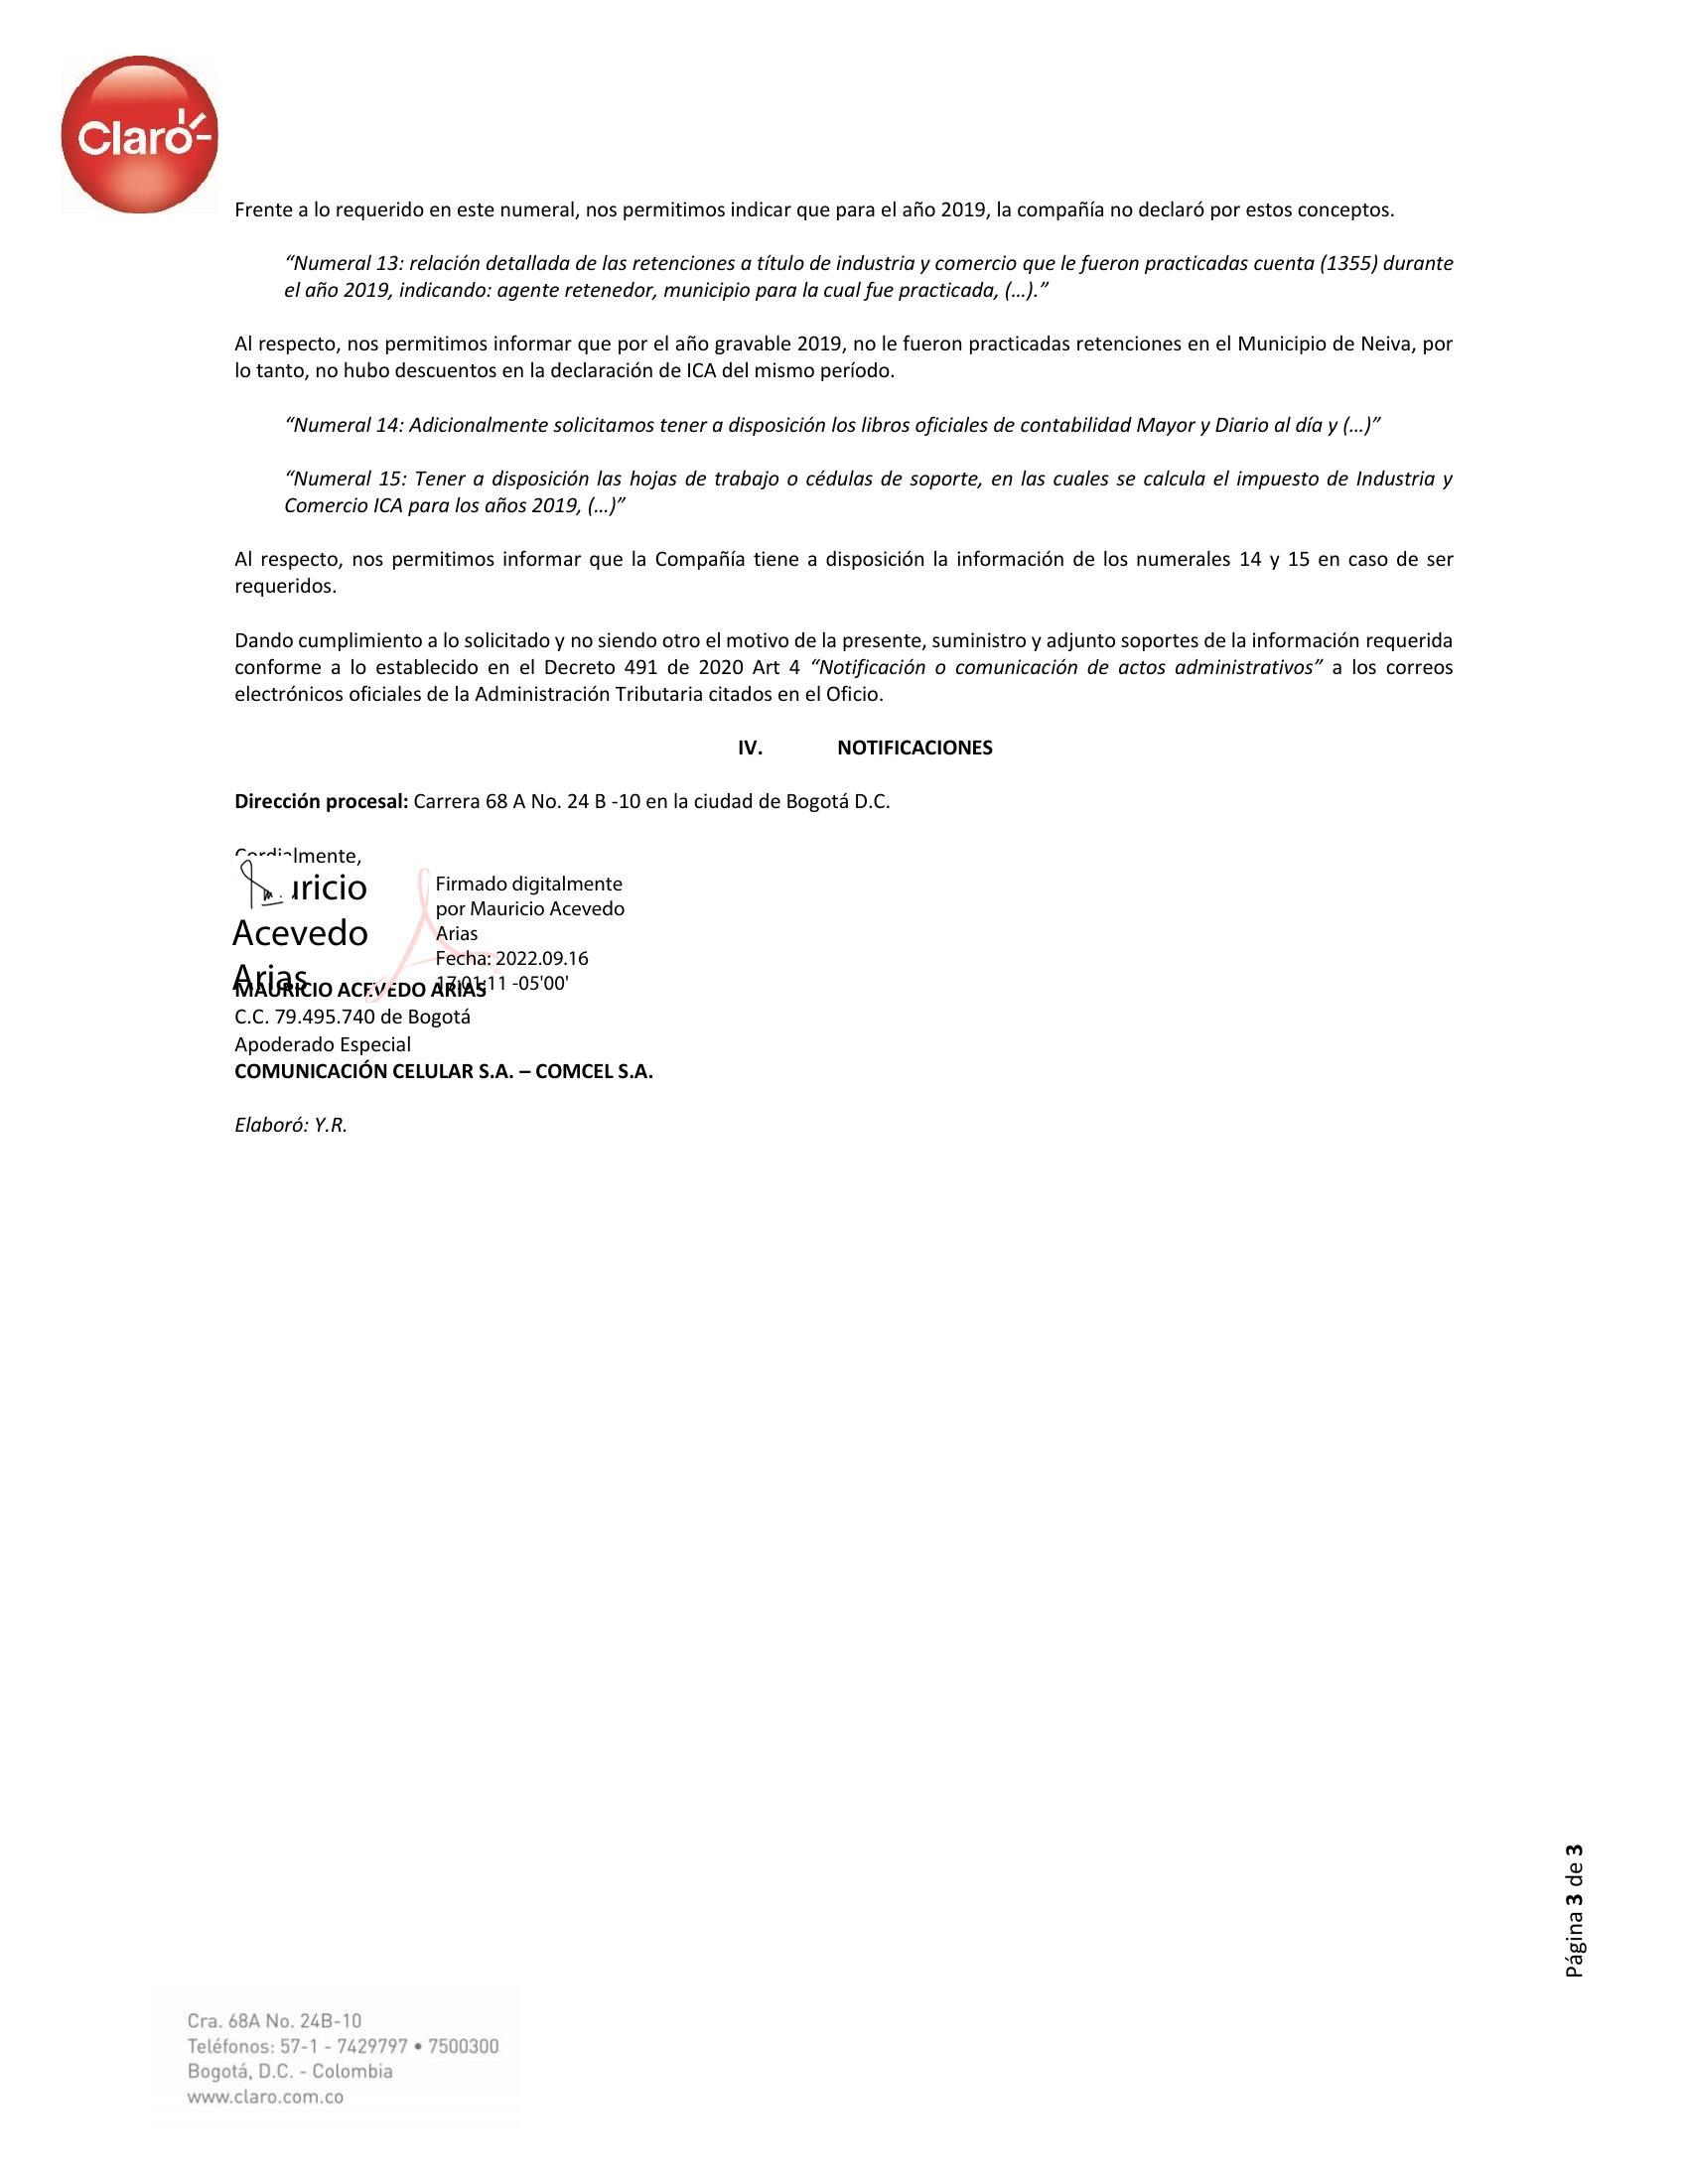 Claro
Frente a lo requerido en este numeral, nos permitimos indicar que para el año 2019, la compañía no declaró por estos conceptos.
“Numeral 13: relación detallada de las retenciones a título de industria y comercio que le fueron practicadas cuenta (1355) durante
el año 2019, indicando: agente retenedor, municipio para la cual fue practicada, (…).”
Al respecto, nos permitimos informar que por el año gravable 2019, no le fueron practicadas retenciones en el Municipio de Neiva, por
lo tanto, no hubo descuentos en la declaración de ICA del mismo período.
“Numeral 14: Adicionalmente solicitamos tener a disposición los libros oficiales de contabilidad Mayor y Diario al día y (…)”
“Numeral 15: Tener a disposición las hojas de trabajo o cédulas de soporte, en las cuales se calcula el impuesto de Industria y
Comercio ICA para los años 2019, (…)”
Al respecto, nos permitimos informar que la Compañía tiene a disposición la información de los numerales 14 y 15 en caso de ser
requeridos.
Dando cumplimiento a lo solicitado y no siendo otro el motivo de la presente, suministro y adjunto soportes de la información requerida
conforme a lo establecido en el Decreto 491 de 2020 Art 4 “Notificación o comunicación de actos administrativos” a los correos
electrónicos oficiales de la Administración Tributaria citados en el Oficio.
IV. NOTIFICACIONES
Dirección procesal: Carrera 68 A No. 24 B -10 en la ciudad de Bogotá D.C.
Cordialmente,
uricio
Acevedo
Arias
Firmado digitalmente
por Mauricio Acevedo
Arias
Fecha: 2022.09.16
17:01:11 -05'00'
MAURICIO ACEVEDO ARIAS
C.C. 79.495.740 de Bogotá
Apoderado Especial
COMUNICACIÓN CELULAR S.A. – COMCEL S.A.
Elaboró: Y.R.
Página 3 de 3
Cra. 68A No. 24B-10
Teléfonos: 57-1 - 7429797 • 7500300
Bogotá, D.C. - Colombia
www.claro.com.co